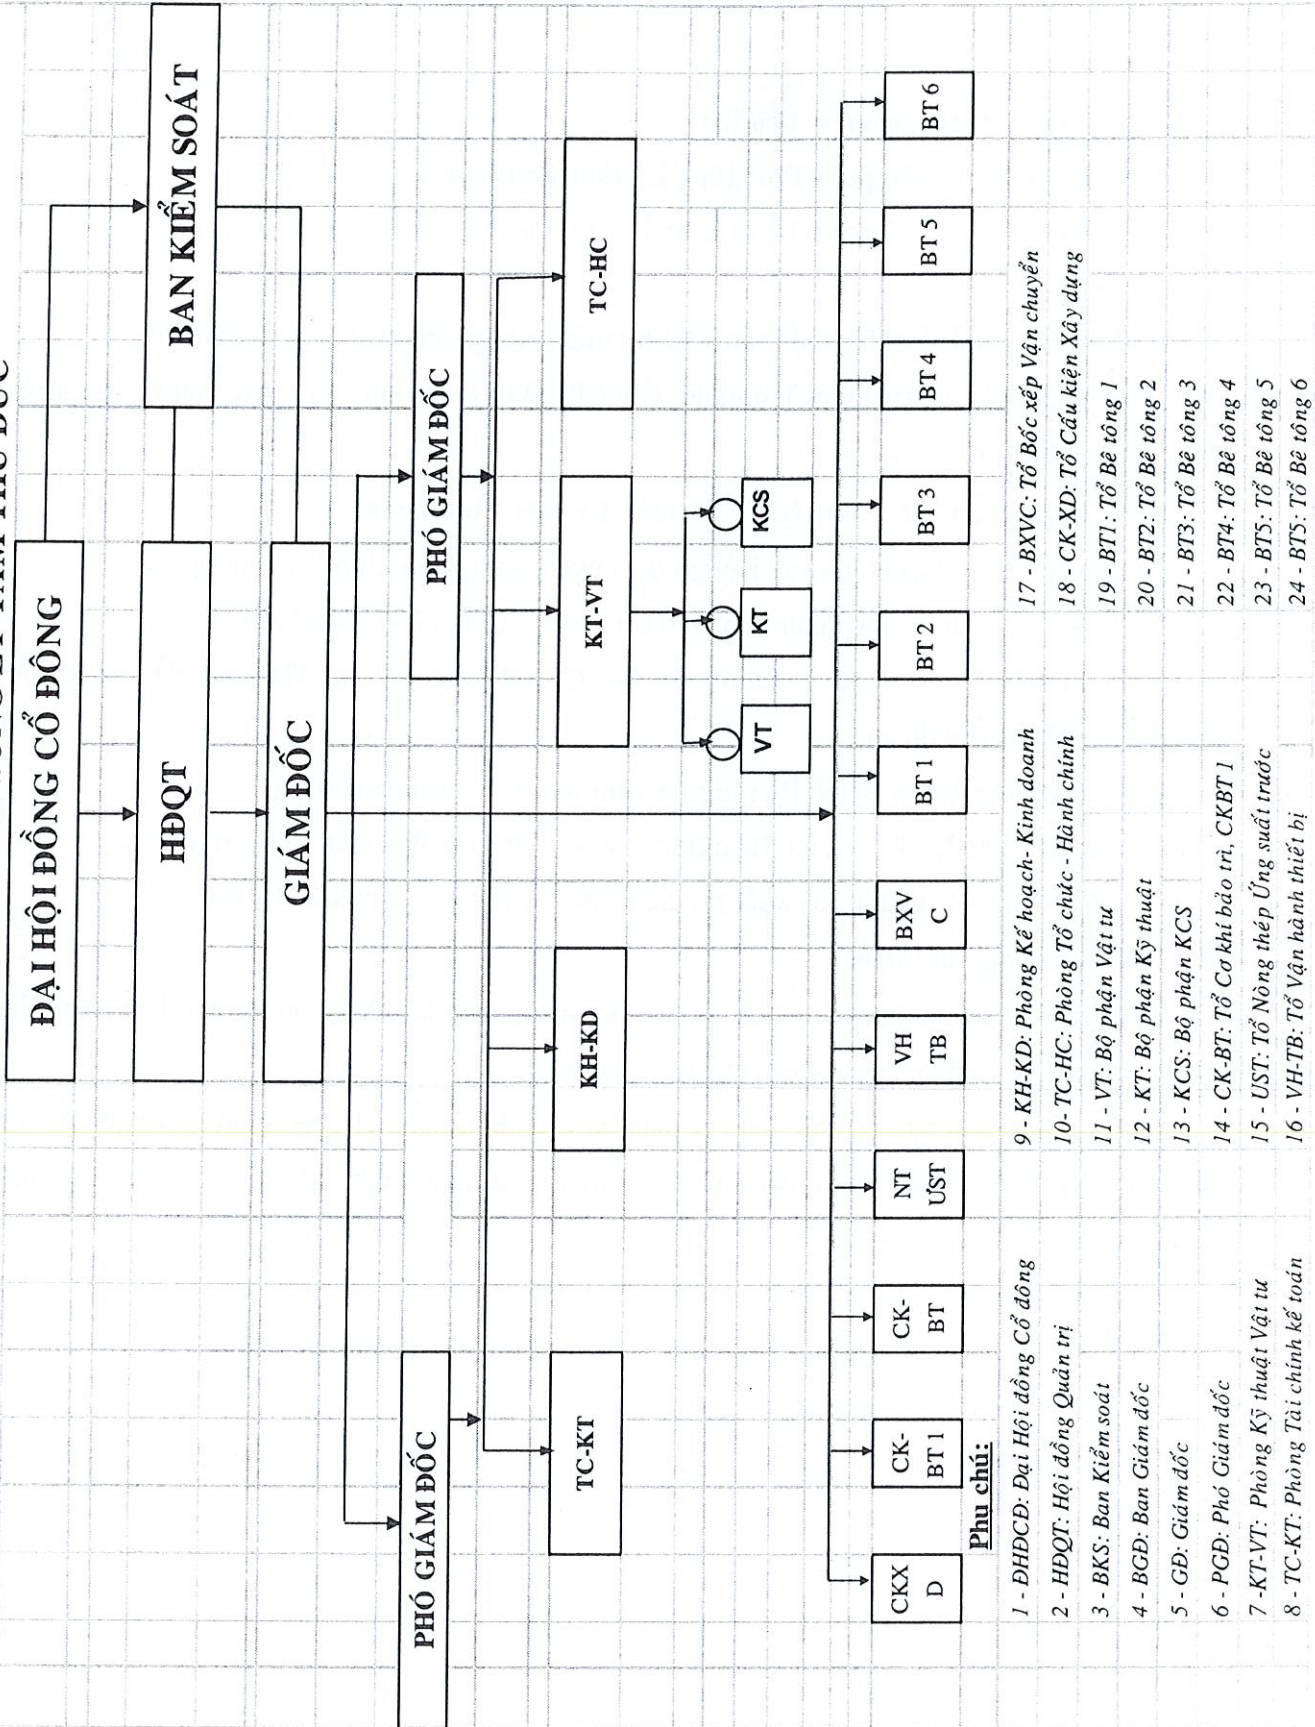 ĐẠI HỘI ĐỒNG CỔ ĐÔNG
BAN KIỂM SOÁT
HĐQT
GIÁM ĐỐC
PHÓ GIÁM ĐỐC
PHÓ GIÁM ĐỐC
TC-KT
KH-KD
KT-VT
TC-HC
VT
KT
KCS
CKX
D
CK-
BT 1
CK-
BT
NT
ƯST
VH
TB
BXV
C
BT 1
BT 2
BT 3
BT 4
BT 5
BT 6
Phụ chú:
1 - ĐHĐCĐ: Đại Hội đồng Cổ đông
2 - HĐQT: Hội đồng Quản trị
3 - BKS: Ban Kiểm soát
4 - BGĐ: Ban Giám đốc
5 - GĐ: Giám đốc
6 - PGĐ: Phó Giám đốc
7 -KT-VT: Phòng Kỹ thuật Vật tư
8 - TC-KT: Phòng Tài chính kế toán
9 - KH-KD: Phòng Kế hoạch- Kinh doanh
10- TC-HC: Phòng Tổ chức - Hành chính
11 - VT: Bộ phận Vật tư
12 - KT: Bộ phận Kỹ thuật
13 - KCS: Bộ phận KCS
14 - CK-BT: Tổ Cơ khí bảo trì, CKBT 1
15 - UST: Tổ Nòng thép Ứng suất trước
16 - VH-TB: Tổ Vận hành thiết bị
17 - BXVC: Tổ Bốc xếp Vận chuyển
18 - CK-XD: Tổ Cấu kiện Xây dựng
19 - BT1: Tổ Bê tông 1
20 - BT2: Tổ Bê tông 2
21 - BT3: Tổ Bê tông 3
22 - BT4: Tổ Bê tông 4
23 - BT5: Tổ Bê tông 5
24 - BT5: Tổ Bê tông 6